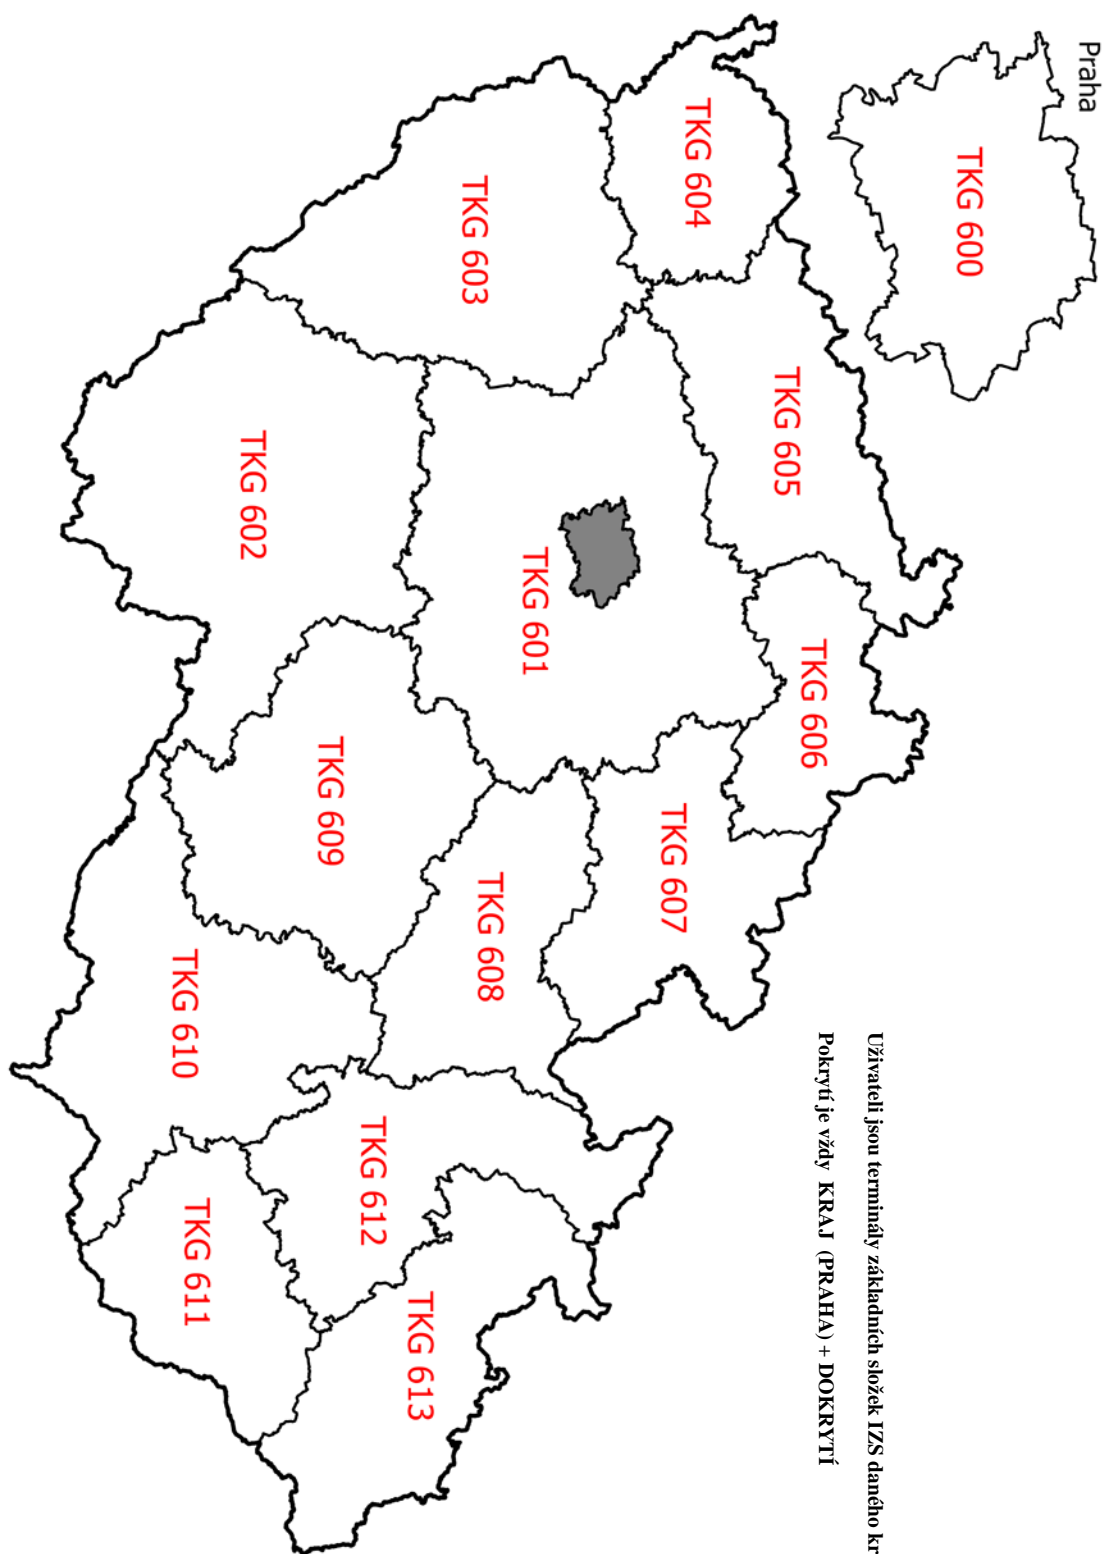 Praha
TKG 600
Uživateli jsou terminály základních složek IZS daného kr
Pokrytí je vždy KRAJ (PRAHA) + DOKRYTÍ
TKG 604
TKG 605
TKG 606
TKG 603
TKG 607
TKG 601
TKG 608
TKG 613
TKG 612
TKG 609
TKG 602
TKG 611
TKG 610